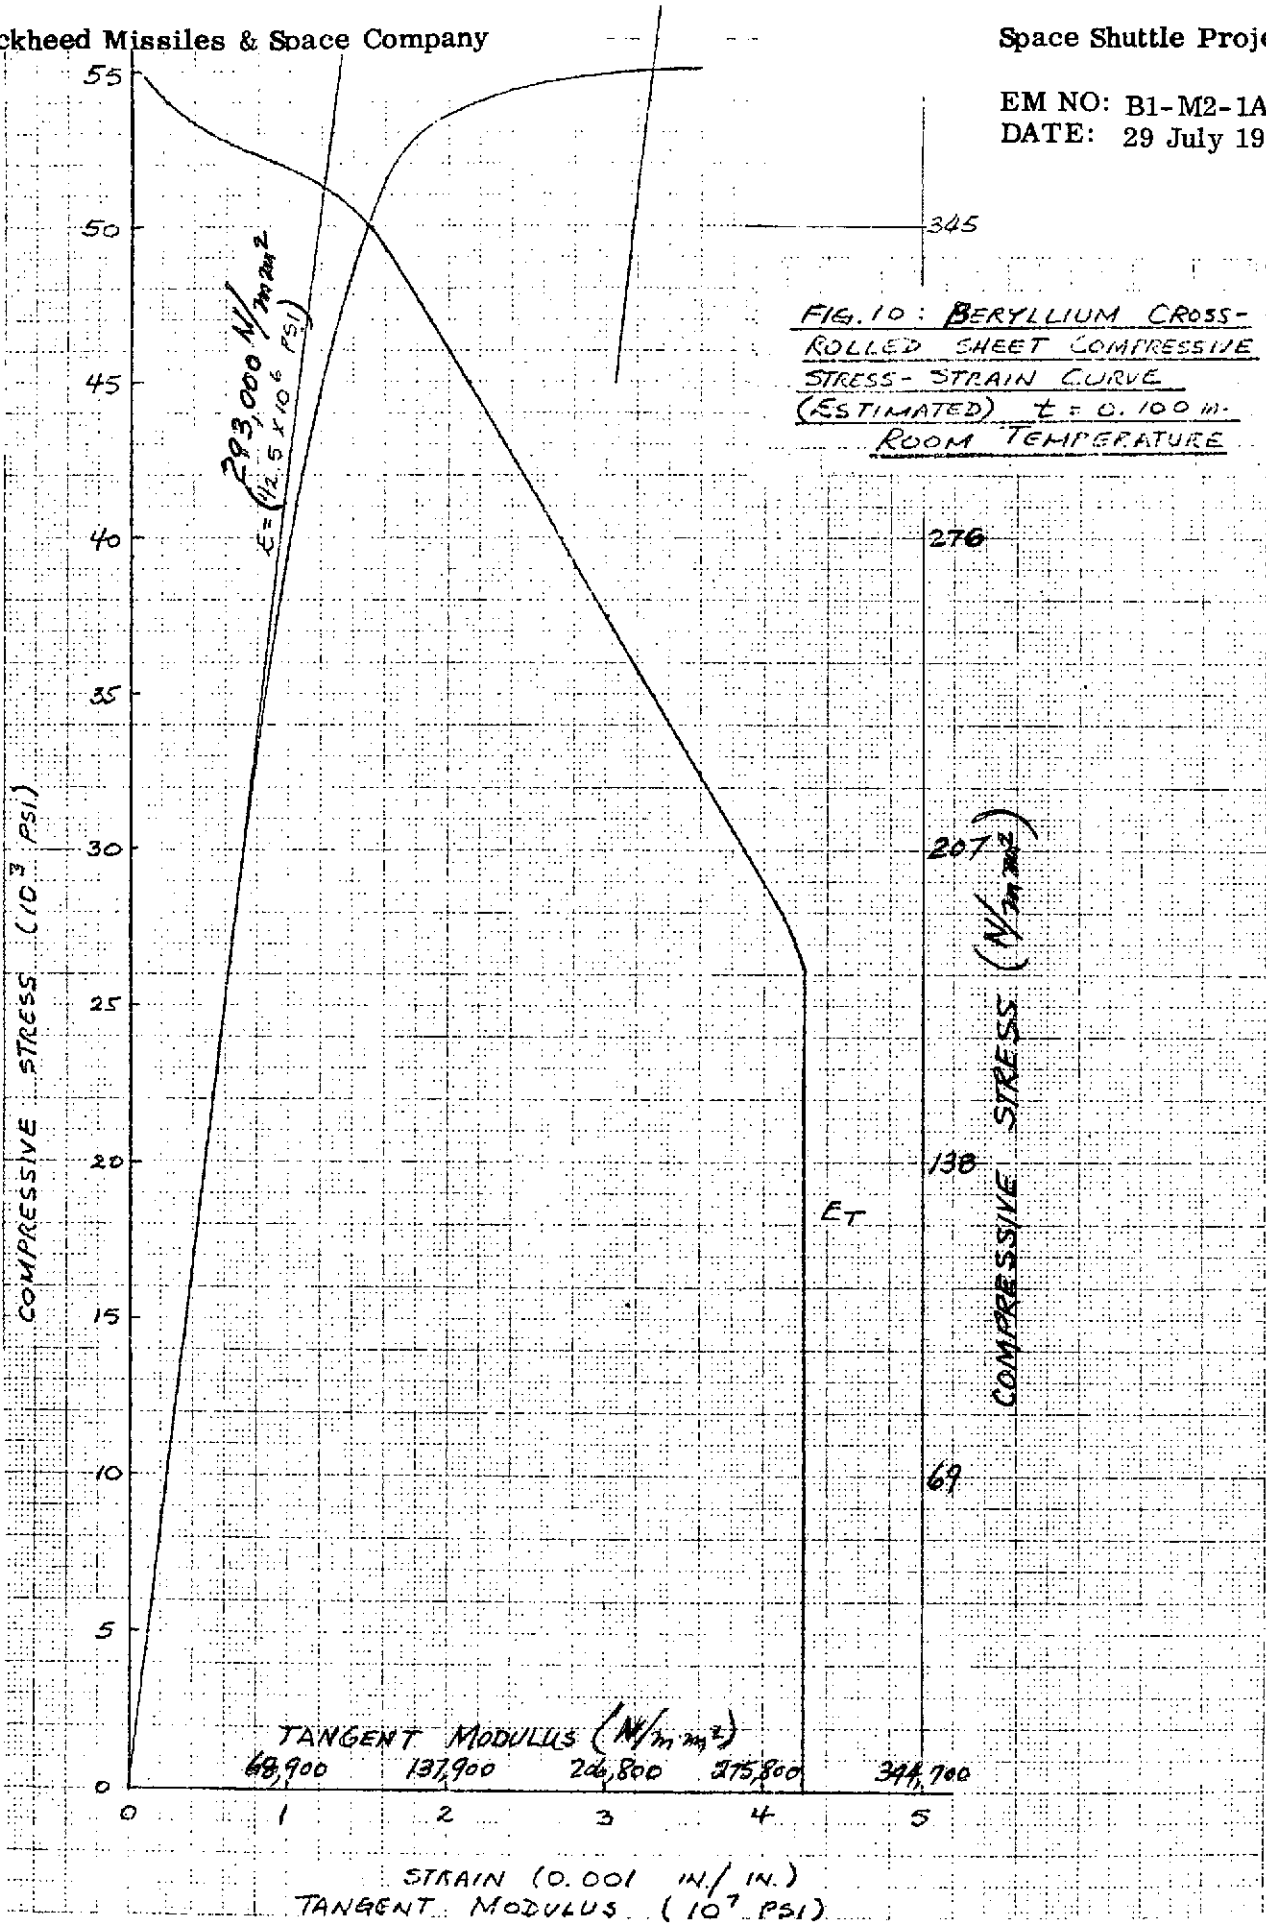 ckheed Missiles & Space Company
Space Shuttle Proje
EM NO: B1-M2-1A
DATE: 29 July 19
FIG. 10 : BERYLLIUM CROSS-
ROLLED SHEET COMPRESSIVE
STRESS-STRAIN CURVE
(ESTIMATED) t = 0.100 in.
ROOM TEMPERATURE
293,000 N/mm²
E = (42.5 X 10⁶ PSI)
COMPRESSIVE STRESS (10³ PSI)
55
50
45
40
35
30
25
20
15
10
5
0
345
276
207
138
69
COMPRESSIVE STRESS (N/mm²)
E_T
TANGENT MODULUS (N/mm²)
68,900 137,900 206,800 275,800 344,700
0 1 2 3 4 5
STRAIN (0.001 IN./IN.)
TANGENT MODULUS (10⁷ PSI)